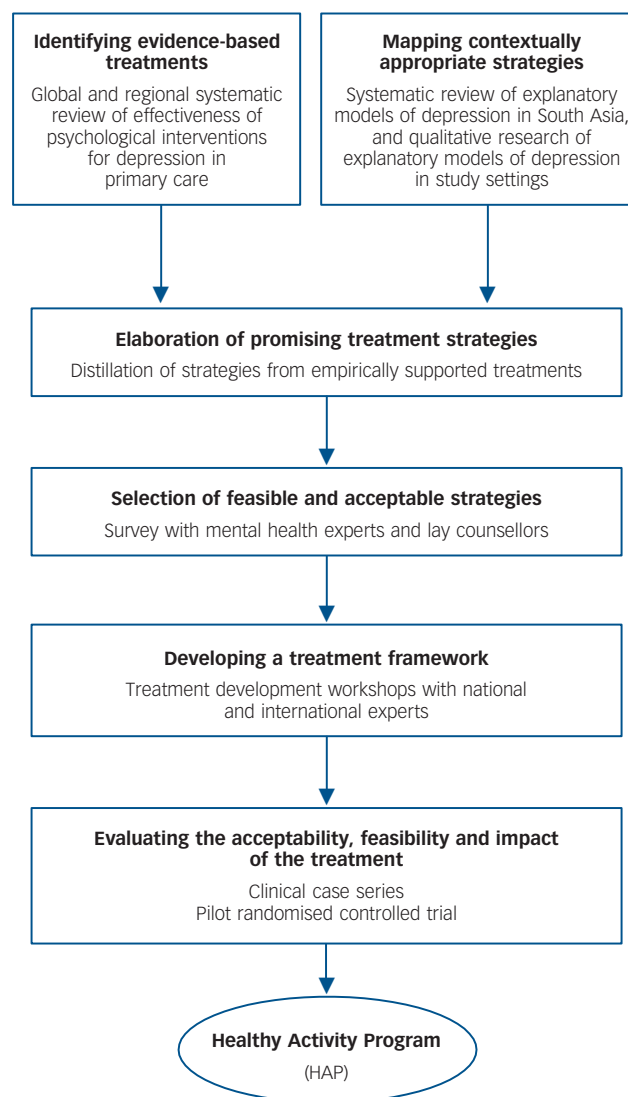 Identifying evidence-based
treatments
Global and regional systematic
review of effectiveness of
psychological interventions
for depression in
primary care
Mapping contextually
appropriate strategies
Systematic review of explanatory
models of depression in South Asia,
and qualitative research of
explanatory models of depression
in study settings
Elaboration of promising treatment strategies
Distillation of strategies from empirically supported treatments
Selection of feasible and acceptable strategies
Survey with mental health experts and lay counsellors
Developing a treatment framework
Treatment development workshops with national
and international experts
Evaluating the acceptability, feasibility and impact
of the treatment
Clinical case series
Pilot randomised controlled trial
Healthy Activity Program
(HAP)